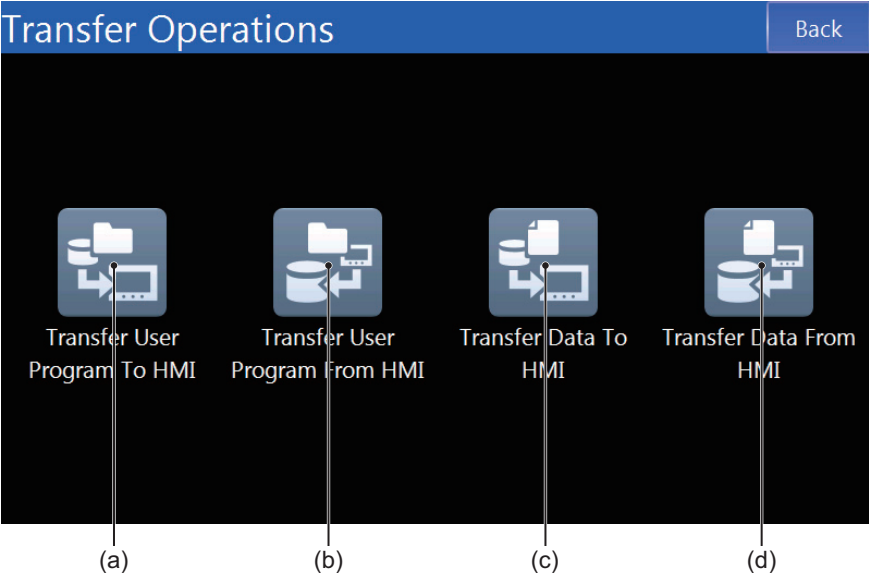 Transfer Operations
Back
Transfer User
Program To HMI
Transfer User
Program From HMI
Transfer Data To
HMI
Transfer Data From
HMI
(a)
(b)
(c)
(d)